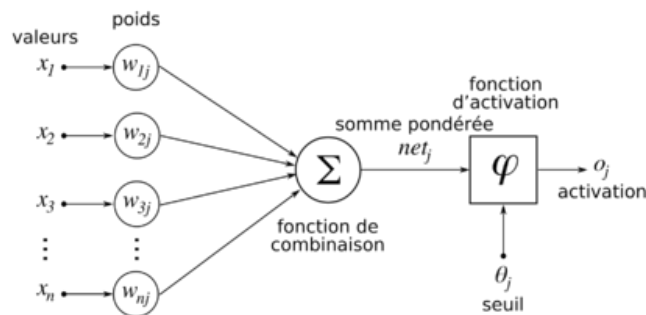 poids
valeurs
x₁
w₁ⱼ
x₂
w₂ⱼ
x₃
w₃ⱼ
⋮ ⋮
xₙ
wₙⱼ
Σ
fonction de
combinaison
somme pondérée
netⱼ
fonction
d'activation
φ
oⱼ
activation
θⱼ
seuil